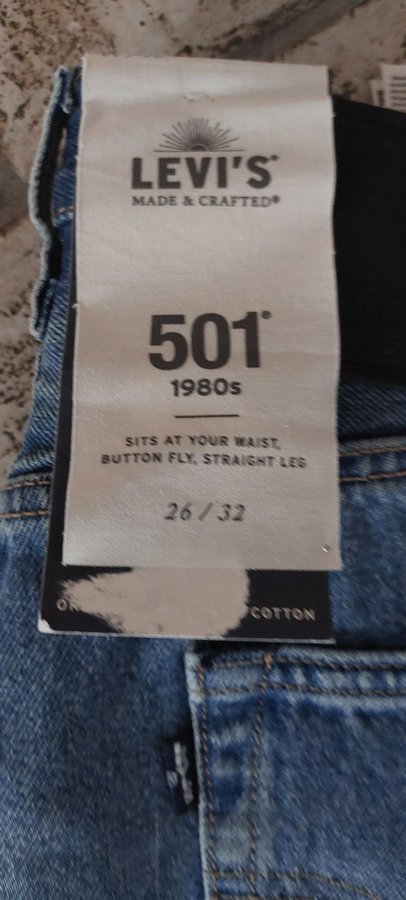 LEVI'S®
MADE & CRAFTED®
501®
1980s
SITS AT YOUR WAIST,
BUTTON FLY, STRAIGHT LEG
26 / 32
COTTON